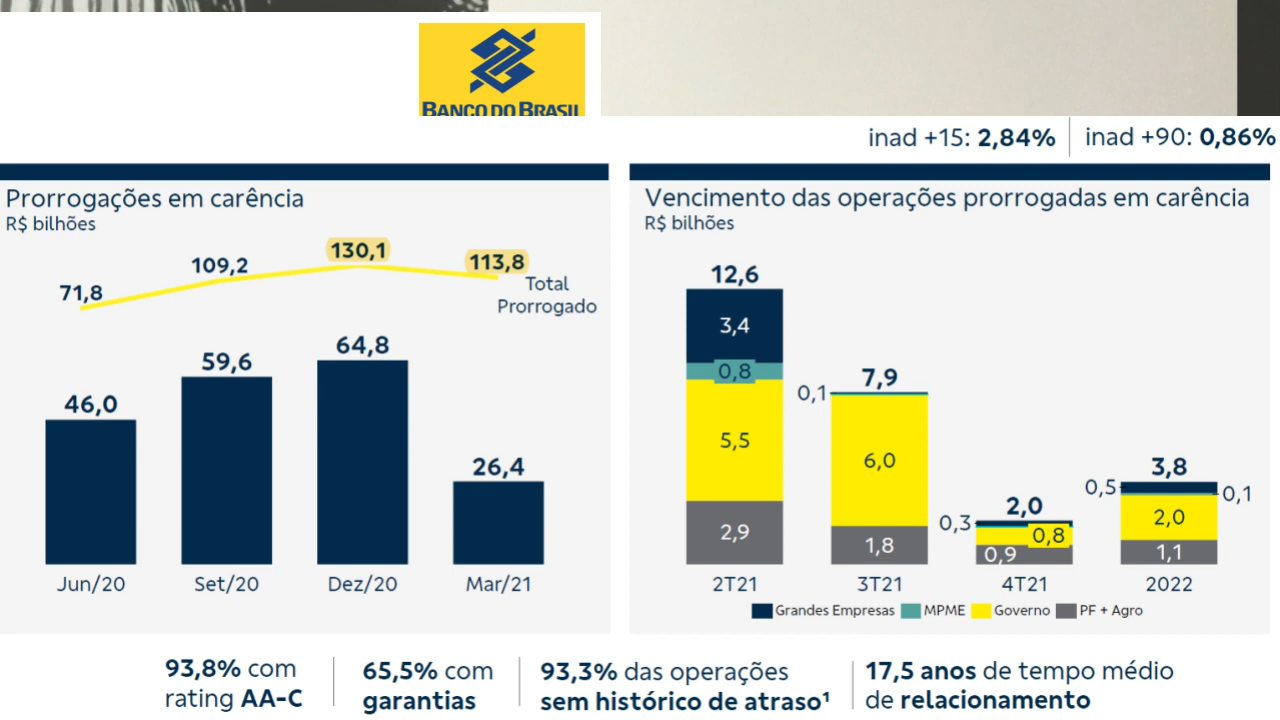 BANCO DO BRASIL
inad +15: 2,84%
inad +90: 0,86%
Prorrogações em carência
R$ bilhões
71,8
109,2
130,1
113,8
Total
Prorrogado
46,0
59,6
64,8
26,4
Jun/20
Set/20
Dez/20
Mar/21
Vencimento das operações prorrogadas em carência
R$ bilhões
12,6
3,4
0,8
5,5
2,9
7,9
0,1
6,0
1,8
2,0
0,3
0,8
0,9
3,8
0,5
0,1
2,0
1,1
2T21
3T21
4T21
2022
Grandes Empresas
MPME
Governo
PF + Agro
93,8% com
rating AA-C
65,5% com
garantias
93,3% das operações
sem histórico de atraso¹
17,5 anos de tempo médio
de relacionamento